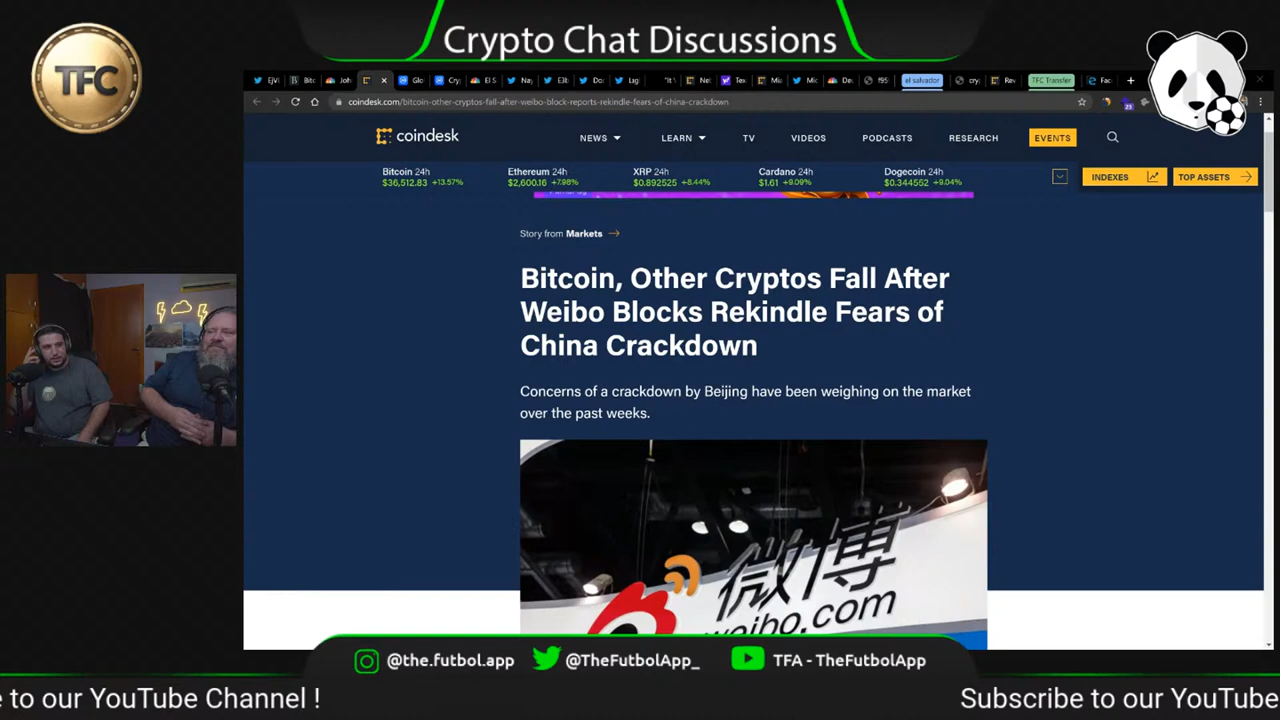 Crypto Chat Discussions
TFC
el salvador
TFC Transfer
coindesk.com/bitcoin-other-cryptos-fall-after-weibo-block-reports-rekindle-fears-of-china-crackdown
coindesk
NEWS
LEARN
TV
VIDEOS
PODCASTS
RESEARCH
EVENTS
Bitcoin 24h
$36,512.83 +13.57%
Ethereum 24h
$2,600.16 +7.98%
XRP 24h
$0.892525 +8.44%
Cardano 24h
$1.61 +9.09%
Dogecoin 24h
$0.344552 +9.04%
INDEXES
TOP ASSETS
Story from Markets
Bitcoin, Other Cryptos Fall After
Weibo Blocks Rekindle Fears of
China Crackdown
Concerns of a crackdown by Beijing have been weighing on the market
over the past weeks.
微博
weibo.com
@the.futbol.app
@TheFutbolApp_
TFA - TheFutbolApp
e to our YouTube Channel !
Subscribe to our YouTube